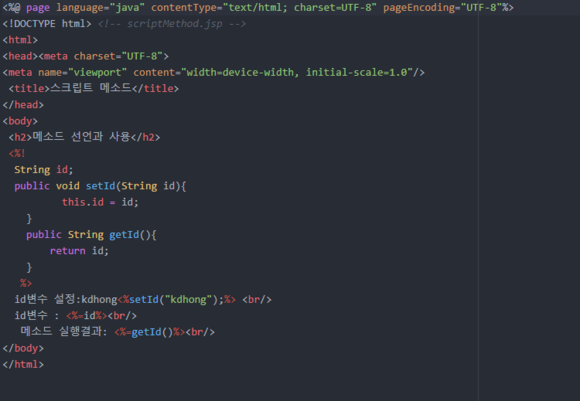 <%@ page language="java" contentType="text/html; charset=UTF-8" pageEncoding="UTF-8"%>
<!DOCTYPE html> <!-- scriptMethod.jsp -->
<html>
<head><meta charset="UTF-8">
<meta name="viewport" content="width=device-width, initial-scale=1.0"/>
<title>스크립트 메소드</title>
</head>
<body>
<h2>메소드 선언과 사용</h2>
<%!
String id;
public void setId(String id){
this.id = id;
}
public String getId(){
return id;
}
%>
id변수 설정:kdhong<%setId("kdhong");%> <br/>
id변수 : <%=id%><br/>
메소드 실행결과: <%=getId()%><br/>
</body>
</html>